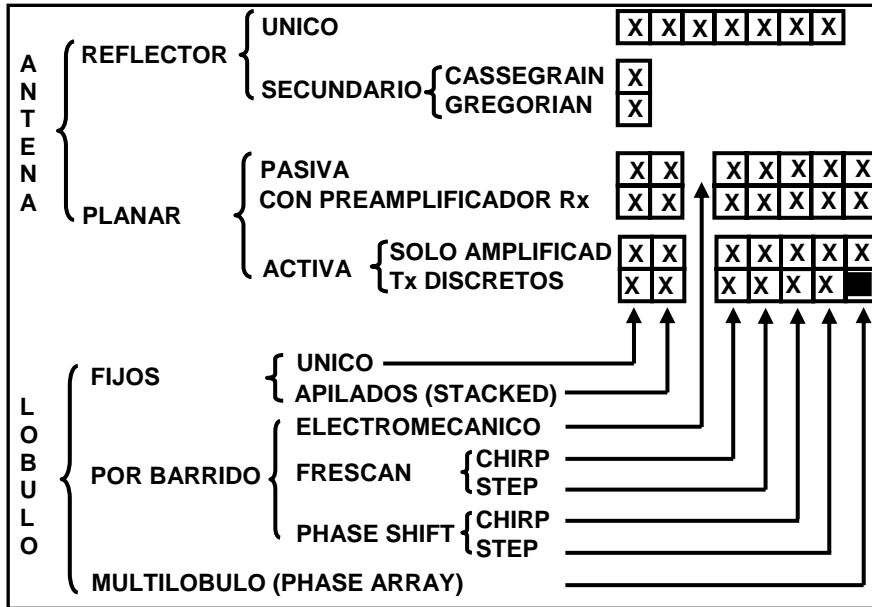 ANTENA
REFLECTOR
UNICO
X X X X X X X
SECUNDARIO
CASSEGRAIN
X
GREGORIAN
X
PLANAR
PASIVA
X X X X X X X
CON PREAMPLIFICADOR Rx
X X X X X X X
ACTIVA
SOLO AMPLIFICAD
X X X X X X X
Tx DISCRETOS
X X X X X X
LOBULO
FIJOS
UNICO
APILADOS (STACKED)
POR BARRIDO
ELECTROMECANICO
FRESCAN
CHIRP
STEP
PHASE SHIFT
CHIRP
STEP
MULTILOBULO (PHASE ARRAY)